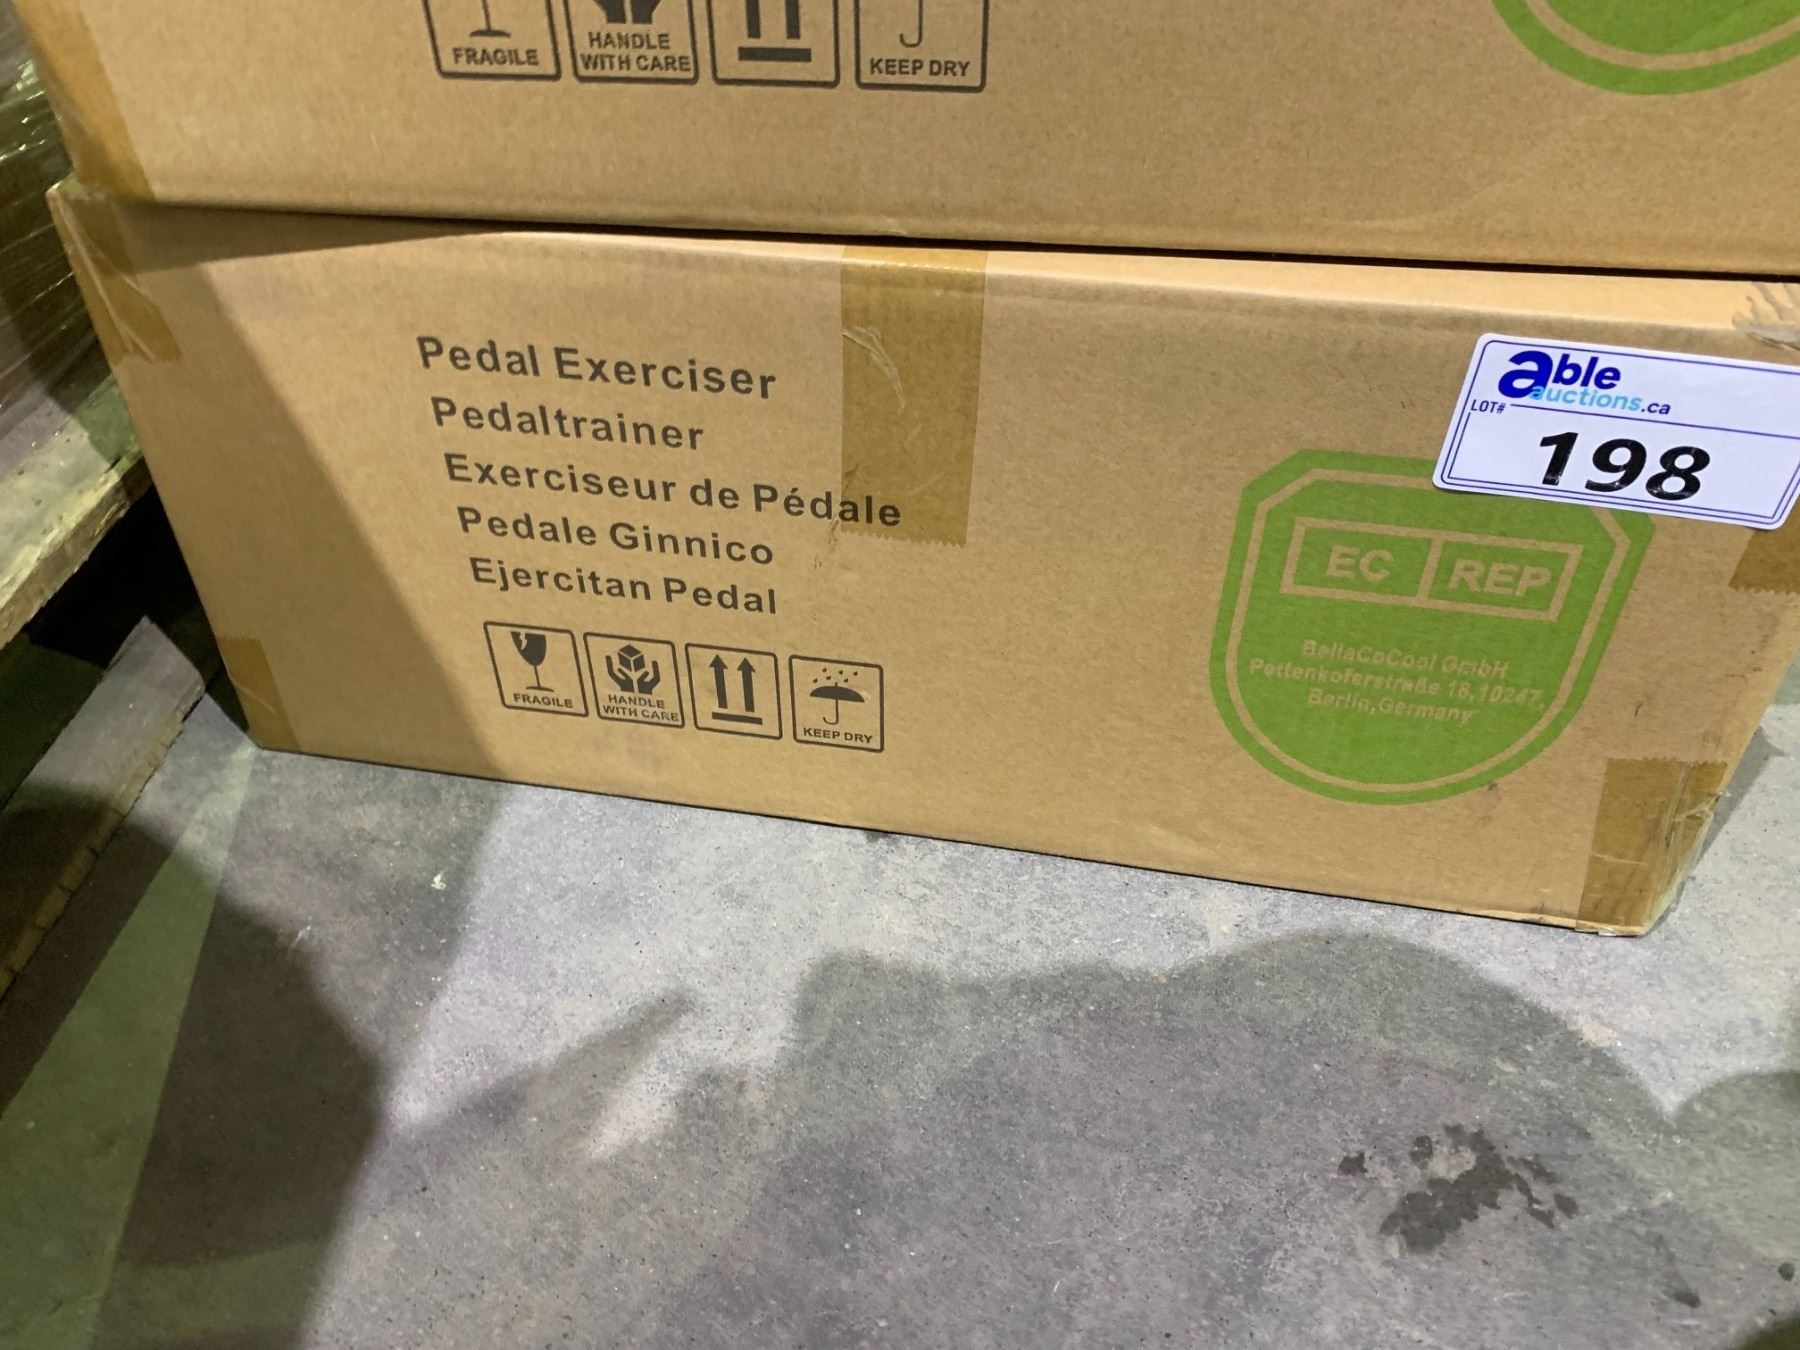 FRAGILE
HANDLE
WITH CARE
KEEP DRY
Pedal Exerciser
Pedaltrainer
Exerciseur de Pédale
Pedale Ginnico
Ejercitan Pedal
FRAGILE
HANDLE
WITH CARE
KEEP DRY
able
auctions.ca
LOT#
198
EC REP
BellaCoCool GmbH
Pettenkoferstraße 18,10247,
Berlin,Germany